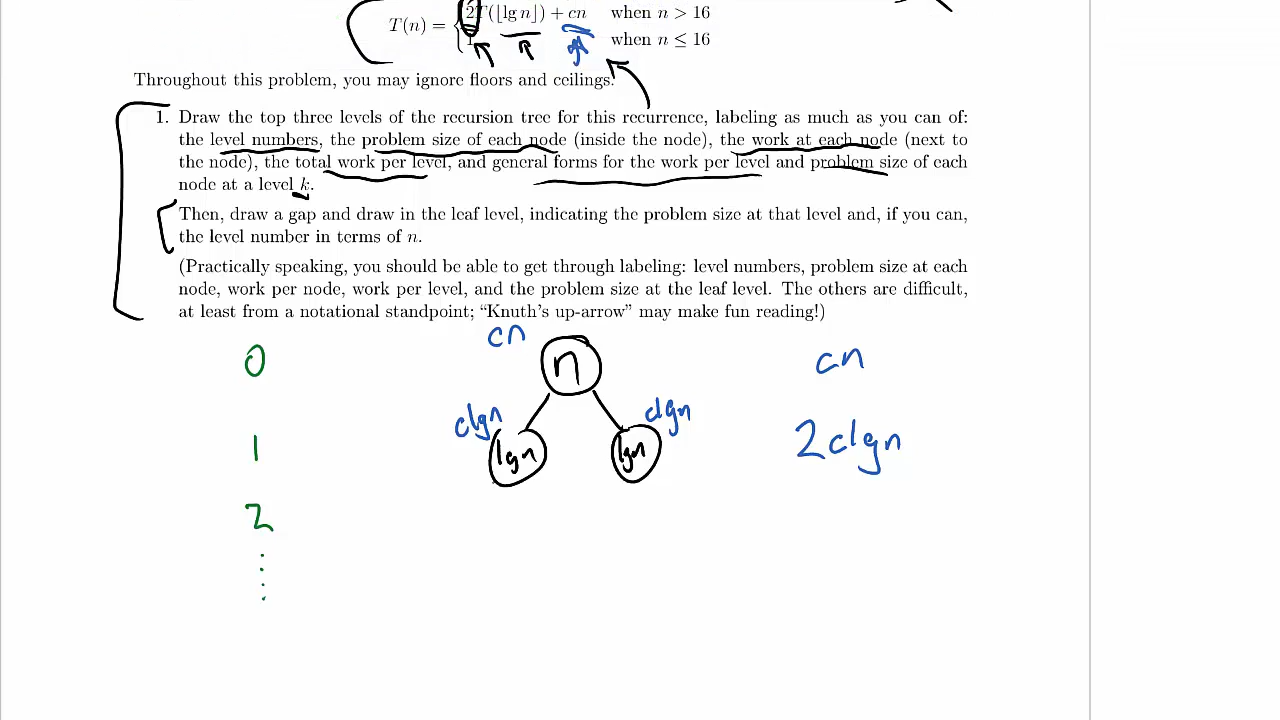 T(n) = { 2T(⌊lg n⌋) + cn when n > 16
1 when n ≤ 16
Throughout this problem, you may ignore floors and ceilings.
1. Draw the top three levels of the recursion tree for this recurrence, labeling as much as you can of:
the level numbers, the problem size of each node (inside the node), the work at each node (next to
the node), the total work per level, and general forms for the work per level and problem size of each
node at a level k.
Then, draw a gap and draw in the leaf level, indicating the problem size at that level and, if you can,
the level number in terms of n.
(Practically speaking, you should be able to get through labeling: level numbers, problem size at each
node, work per node, work per level, and the problem size at the leaf level. The others are difficult,
at least from a notational standpoint; “Knuth's up-arrow” may make fun reading!)
cn
0 n cn
clgn clgn
1 lgn lgn 2clgn
2
⋮